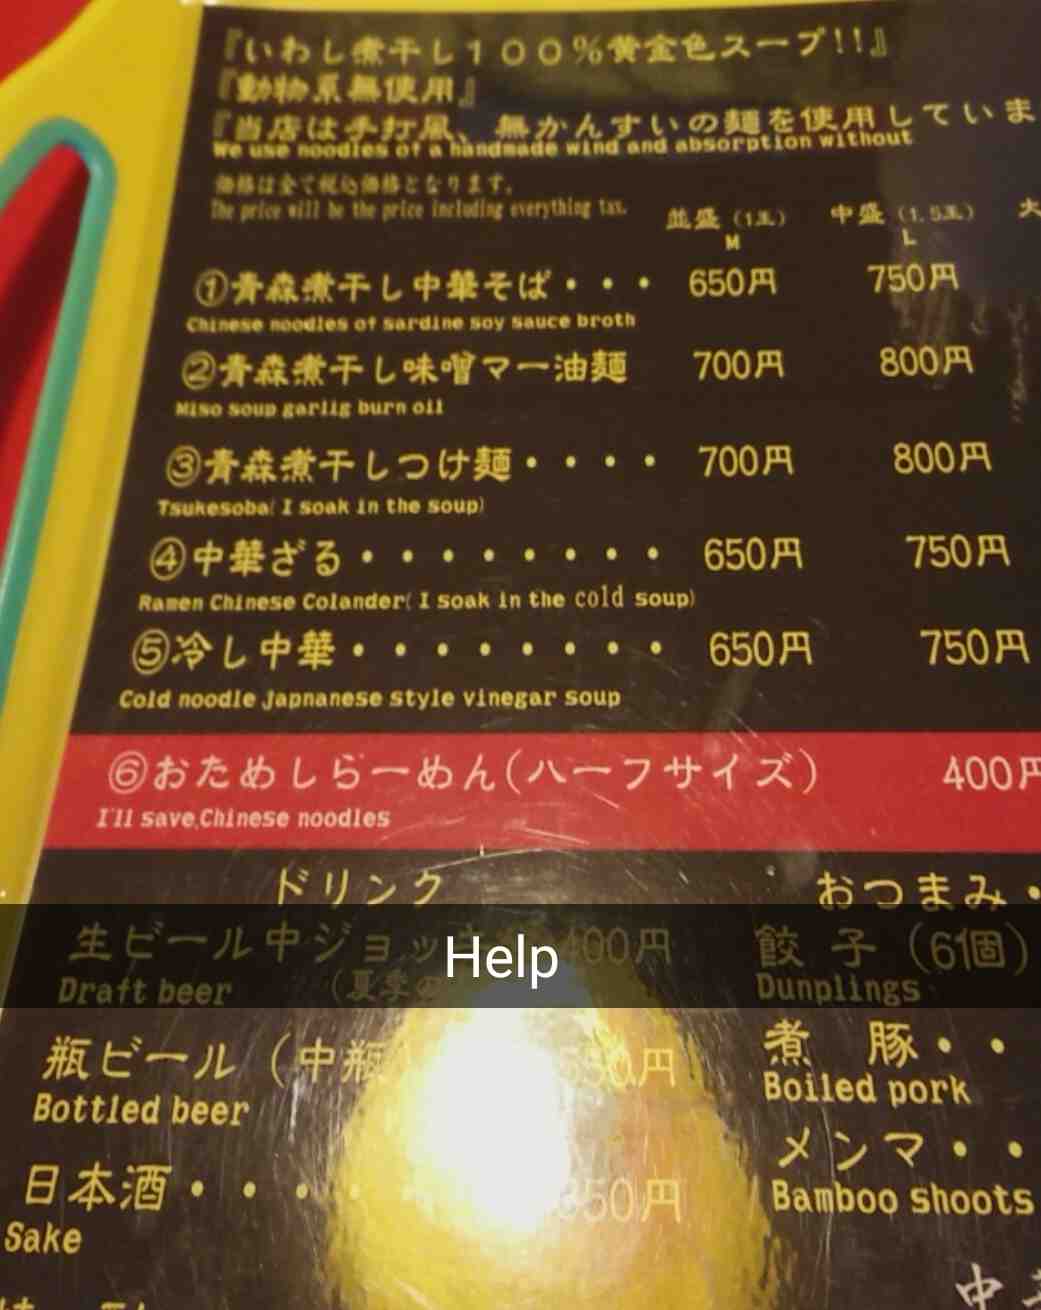 『いわし煮干し１００％黄金色スープ!!』
『動物系無使用』
『当店は手打風、無かんすいの麺を使用していま
We use noodles of a handmade wind and absorption without
価格は全て税込価格となります。
The price will be the price including everything tax.
並盛（1玉） 中盛（1.5玉） 大
M L
①青森煮干し中華そば・・・ 650円 750円
Chinese noodles of sardine soy sauce broth
②青森煮干し味噌マー油麺 700円 800円
Miso soup garlig burn oil
③青森煮干しつけ麺・・・・ 700円 800円
Tsukesoba( I soak in the soup)
④中華ざる・・・・・・・・ 650円 750円
Ramen Chinese Colander( I soak in the cold soup)
⑤冷し中華・・・・・・・・ 650円 750円
Cold noodle Japnanese style vinegar soup
⑥おためしらーめん(ハーフサイズ) 400円
I'll save.Chinese noodles
ドリンク おつまみ・
生ビール中ジョッ 400円 餃子（6個）
Help
Draft beer （夏季の Dunplings
瓶ビール（中瓶 550円 煮 豚・・
Bottled beer Boiled pork
メンマ・・
日本酒・・・・・ 350円 Bamboo shoots
Sake
中